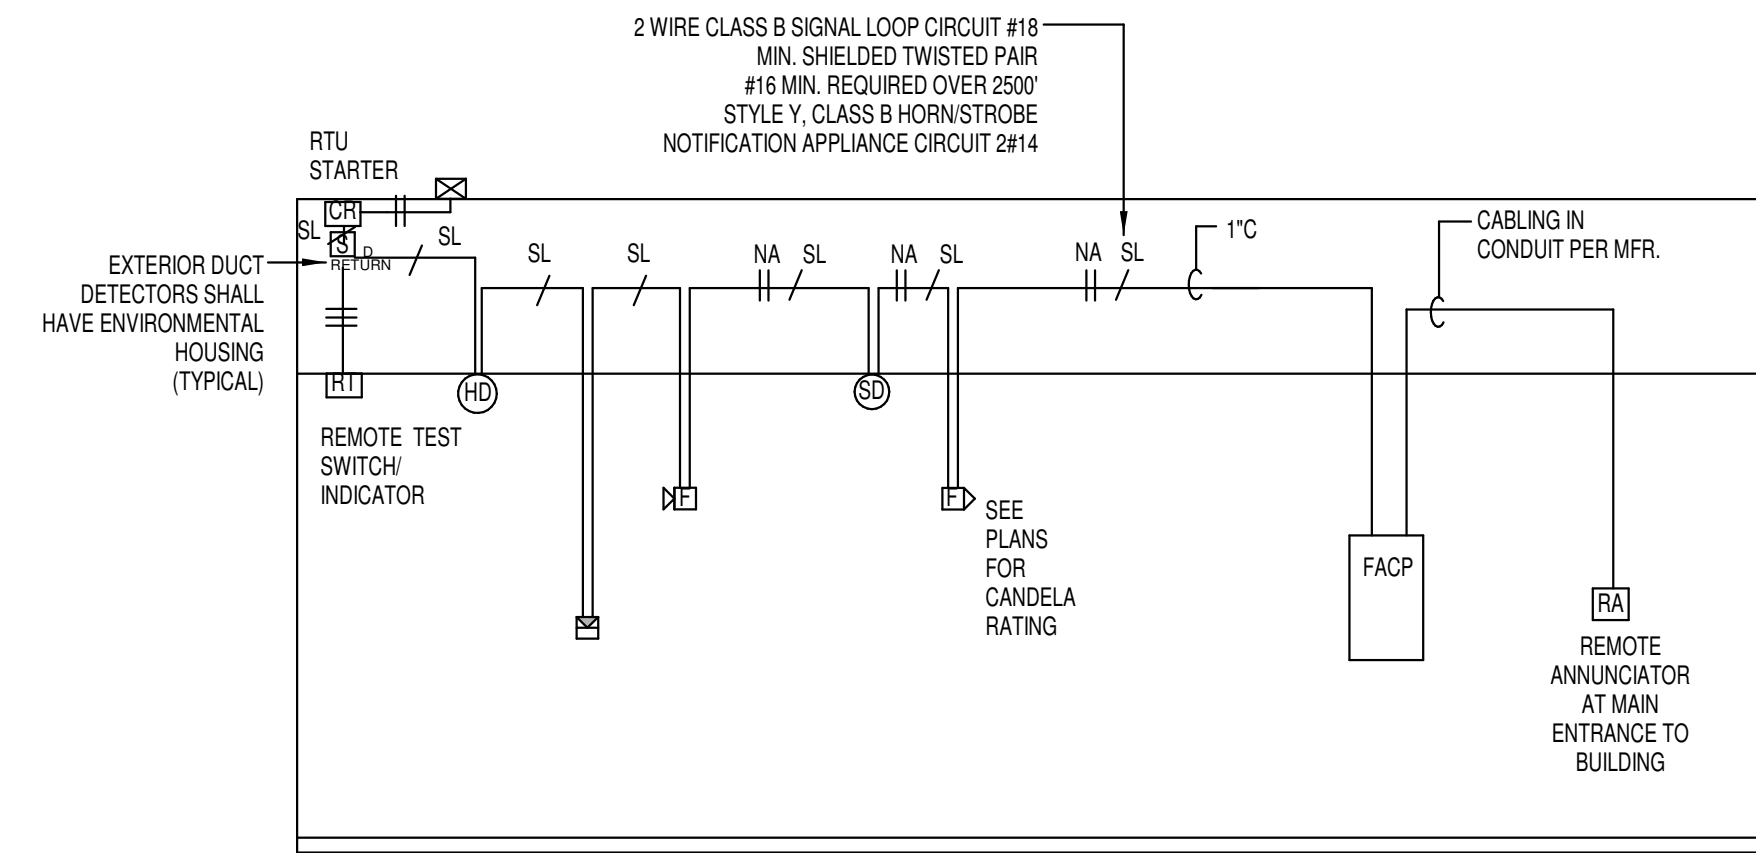 2 WIRE CLASS B SIGNAL LOOP CIRCUIT #18
MIN. SHIELDED TWISTED PAIR
#16 MIN. REQUIRED OVER 2500'
STYLE Y, CLASS B HORN/STROBE
NOTIFICATION APPLIANCE CIRCUIT 2#14
RTU
STARTER
CR
SL
S
D
RETURN
SL
SL
SL
NA SL
NA SL
NA SL
1"C
CABLING IN
CONDUIT PER MFR.
EXTERIOR DUCT
DETECTORS SHALL
HAVE ENVIRONMENTAL
HOUSING
(TYPICAL)
RT
HD
SD
REMOTE TEST
SWITCH/
INDICATOR
F
F
SEE
PLANS
FOR
CANDELA
RATING
FACP
RA
REMOTE
ANNUNCIATOR
AT MAIN
ENTRANCE TO
BUILDING